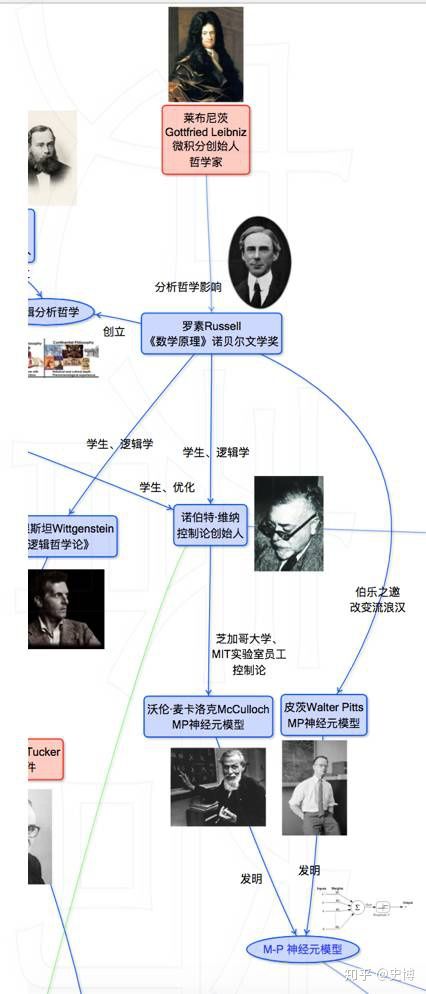 莱布尼茨
Gottfried Leibniz
微积分创始人
哲学家
分析哲学影响
辑分析哲学
创立
罗素Russell
《数学原理》诺贝尔文学奖
Continental Philosophy
学生、逻辑学
学生、逻辑学
学生、优化
斯坦Wittgenstein
逻辑哲学论》
诺伯特·维纳
控制论创始人
伯乐之邀
改变流浪汉
芝加哥大学、
MIT实验室员工
控制论
沃伦·麦卡洛克McCulloch
MP神经元模型
皮茨Walter Pitts
MP神经元模型
Tucker
件
发明
发明
Inputs Weights
Output
Σ
M-P 神经元模型
知乎 @史博